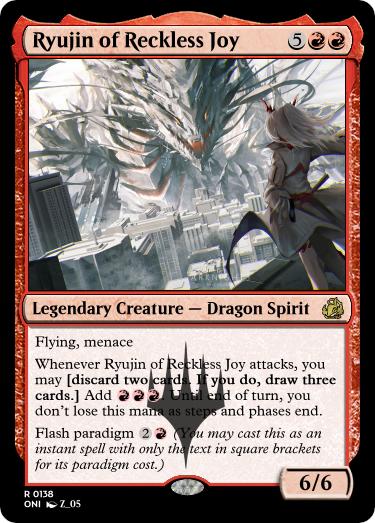 Ryujin of Reckless Joy 5
Legendary Creature — Dragon Spirit
Flying, menace
Whenever Ryujin of Reckless Joy attacks, you
may [discard two cards. If you do, draw three
cards.] Add Until end of turn, you
don't lose this mana as steps and phases end.
Flash paradigm 2 (You may cast this as an
instant spell with only the text in square brackets
for its paradigm cost.)
6/6
R 0138
ONI Z_05